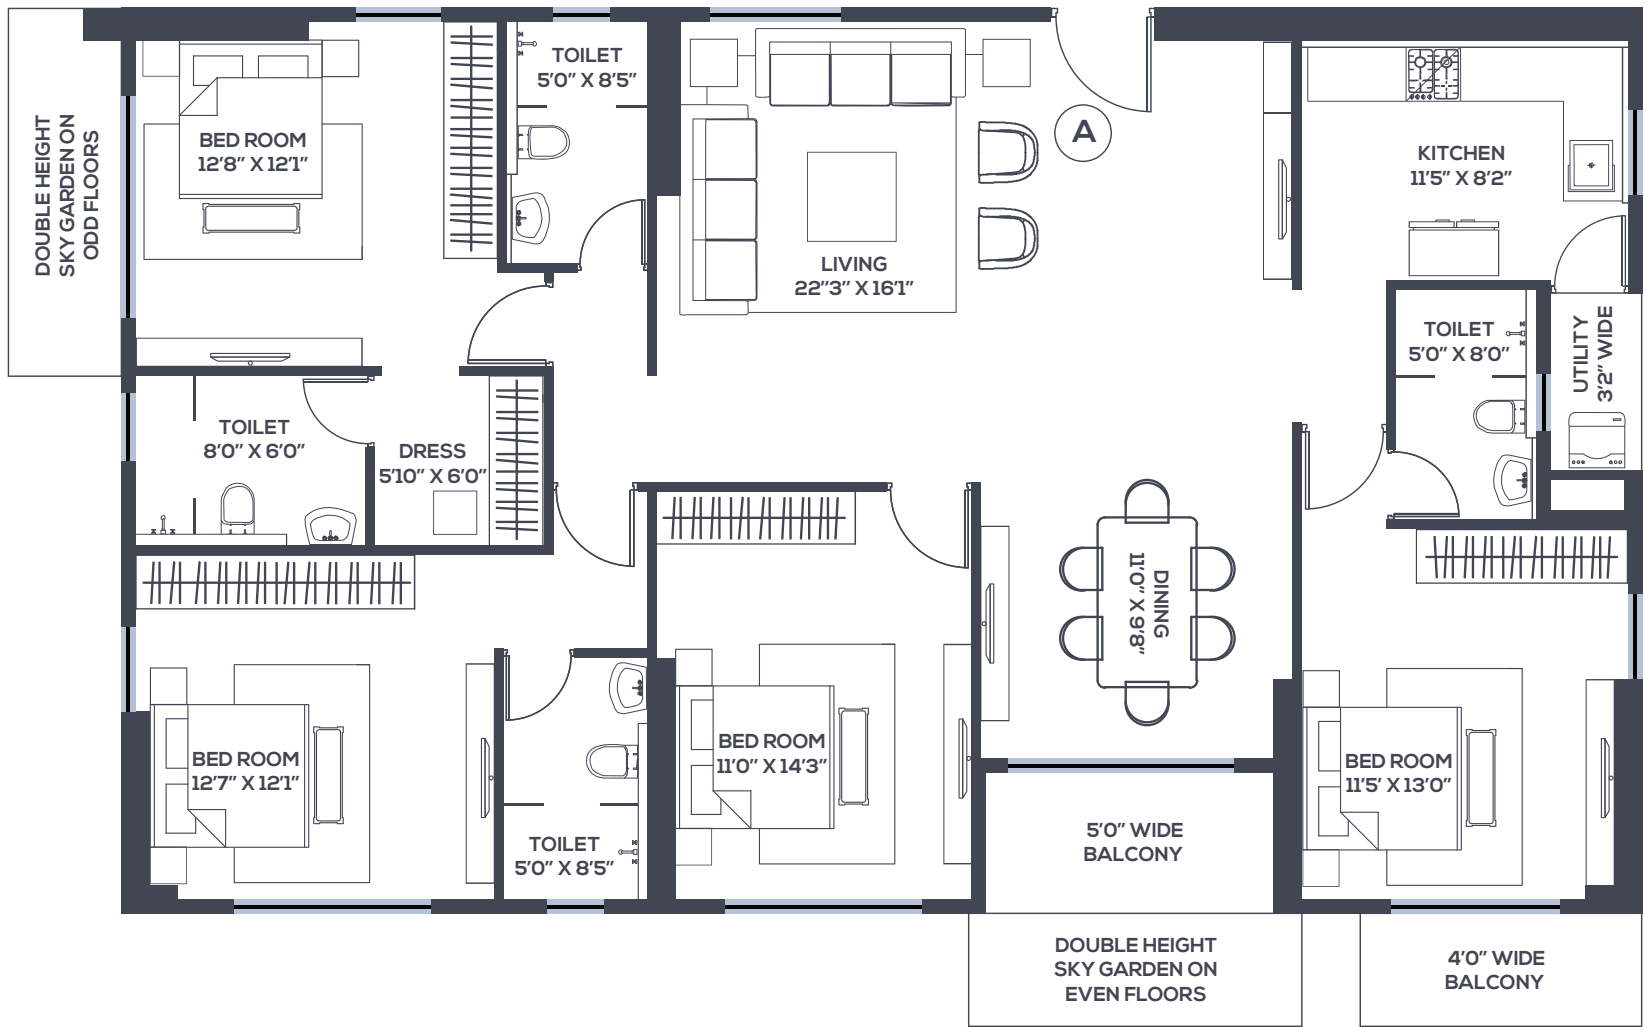 TOILET
5'0" X 8'5"
BED ROOM
12'8" X 12'1"
DOUBLE HEIGHT
SKY GARDEN ON
ODD FLOORS
A
KITCHEN
11'5" X 8'2"
LIVING
22"3" X 16'1"
TOILET
5'0" X 8'0"
UTILITY
3'2" WIDE
TOILET
8'0" X 6'0"
DRESS
5'10" X 6'0"
DINING
11'0" X 9'8"
BED ROOM
12'7" X 12'1"
BED ROOM
11'0" X 14'3"
BED ROOM
11'5' X 13'0"
TOILET
5'0" X 8'5"
5'0" WIDE
BALCONY
DOUBLE HEIGHT
SKY GARDEN ON
EVEN FLOORS
4'0" WIDE
BALCONY